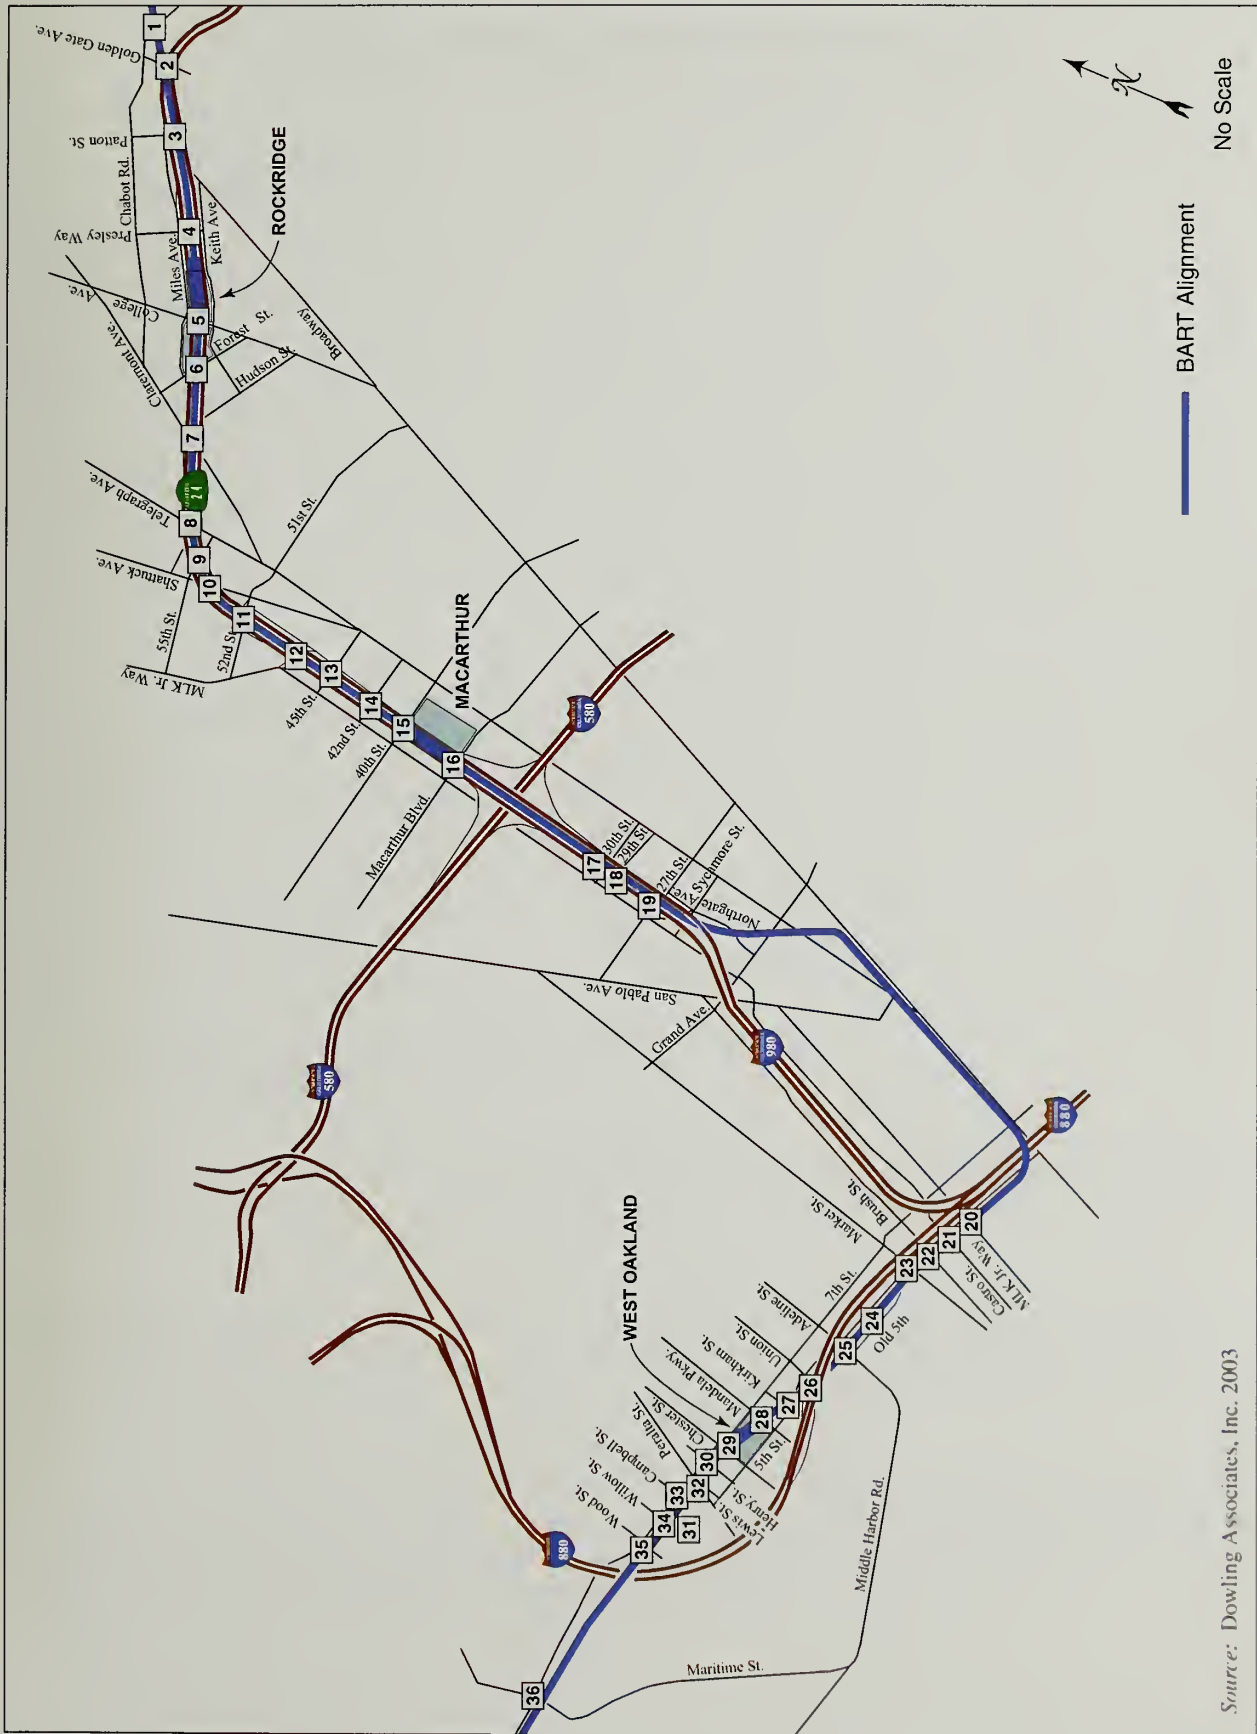 1
Golden Gate Ave.
2
Patton St.
3
Chabot Rd.
Presley Way
4
Miles Ave.
Keith Ave.
ROCKRIDGE
College Ave.
5
Forest St.
6
Hudson St.
Claremont Ave.
Broadway
7
24
Telegraph Ave.
8
Shattuck Ave.
9
10
55th St.
52nd St.
11
51st St.
MLK Jr. Way
12
13
45th St.
14
42nd St.
15
40th St.
MACARTHUR
16
Macarthur Blvd.
580
17
30th St.
18
29th St.
19
27th St.
Sycamore St.
Northgate Ave.
San Pablo Ave.
Grand Ave.
980
580
880
Brush St.
Market St.
20
21
22
23
MLK Jr. Way
Castro St.
WEST OAKLAND
7th St.
Adeline St.
24
Old 5th
25
Union St.
26
Kirkham St.
27
Mandela Pkwy.
28
Chester St.
29
5th St.
Peralta St.
30
Campbell St.
32
33
Henry St.
Lewis St.
Willow St.
34
31
Wood St.
35
880
Middle Harbor Rd.
Maritime St.
36
N
No Scale
BART Alignment
Source: Dowling Associates, Inc. 2003